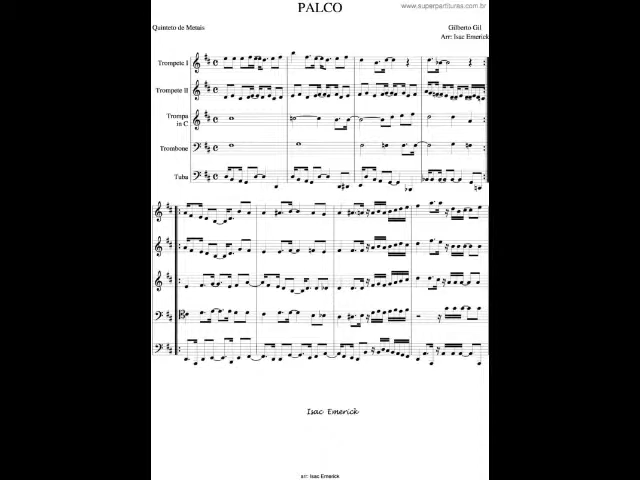 PALCO
www.superpartituras.com.br
Quinteto de Metais
Gilberto Gil
Arr: Isac Emerick
Trompete I
Trompete II
Trompa
in C
Trombone
Tuba
Isac Emerick
arr: Isac Emerick